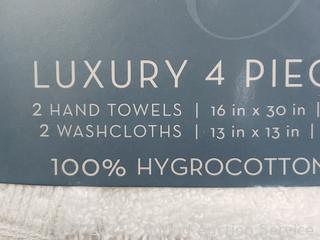 LUXURY 4 PIEC
2 HAND TOWELS | 16 in x 30 in |
2 WASHCLOTHS | 13 in x 13 in |
100% HYGROCOTTON